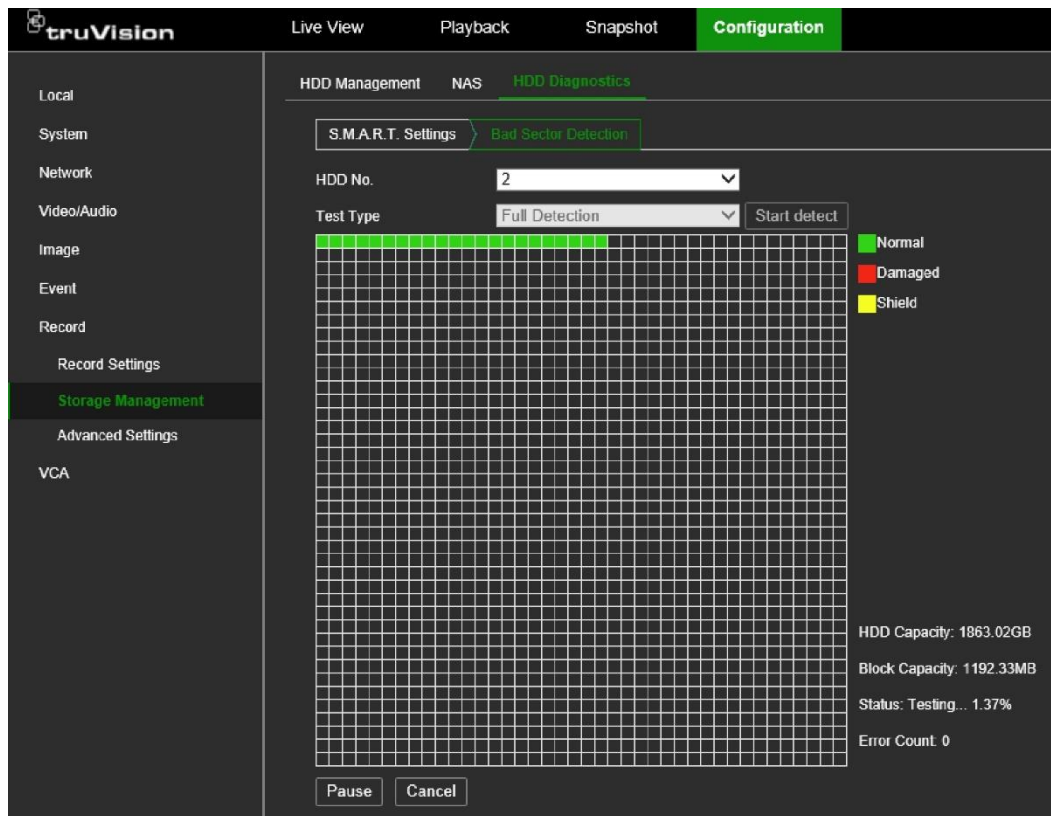 truVision Live View Playback Snapshot Configuration
HDD Management NAS HDD Diagnostics
Local
System
Network
Video/Audio
Image
Event
Record
Record Settings
Storage Management
Advanced Settings
VCA
S.M.A.R.T. Settings Bad Sector Detection
HDD No. 2
Test Type Full Detection Start detect
Normal
Damaged
Shield
HDD Capacity: 1863.02GB
Block Capacity: 1192.33MB
Status: Testing... 1.37%
Error Count: 0
Pause Cancel